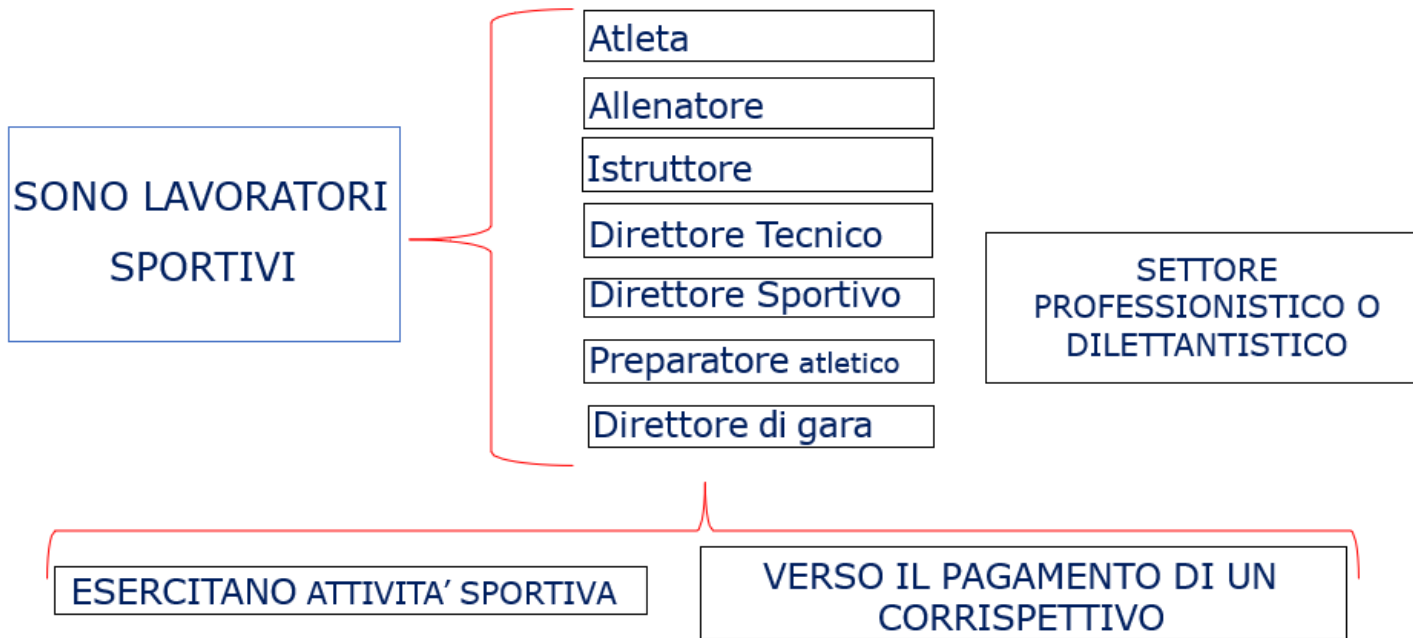 SONO LAVORATORI
SPORTIVI
Atleta
Allenatore
Istruttore
Direttore Tecnico
Direttore Sportivo
Preparatore atletico
Direttore di gara
SETTORE
PROFESSIONISTICO O
DILETTANTISTICO
ESERCITANO ATTIVITA’ SPORTIVA
VERSO IL PAGAMENTO DI UN
CORRISPETTIVO